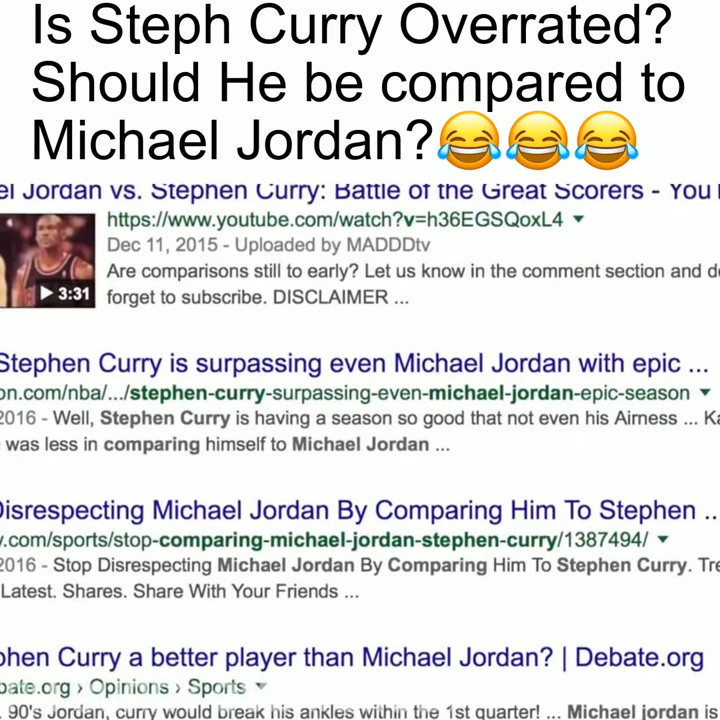 Is Steph Curry Overrated?
Should He be compared to
Michael Jordan?😂😂😂
el Jordan vs. Stephen Curry: Battle of the Great Scorers - You
https://www.youtube.com/watch?v=h36EGSQoxL4
Dec 11, 2015 - Uploaded by MADDDtv
Are comparisons still to early? Let us know in the comment section and d
3:31
forget to subscribe. DISCLAIMER ...
Stephen Curry is surpassing even Michael Jordan with epic ...
on.com/nba/.../stephen-curry-surpassing-even-michael-jordan-epic-season
2016 - Well, Stephen Curry is having a season so good that not even his Airness ... Ka
was less in comparing himself to Michael Jordan ...
Disrespecting Michael Jordan By Comparing Him To Stephen ..
.com/sports/stop-comparing-michael-jordan-stephen-curry/1387494/
2016 - Stop Disrespecting Michael Jordan By Comparing Him To Stephen Curry. Tre
Latest. Shares. Share With Your Friends ...
phen Curry a better player than Michael Jordan? | Debate.org
bate.org › Opinions › Sports
. 90's Jordan, curry would break his ankles within the 1st quarter! ... Michael jordan is